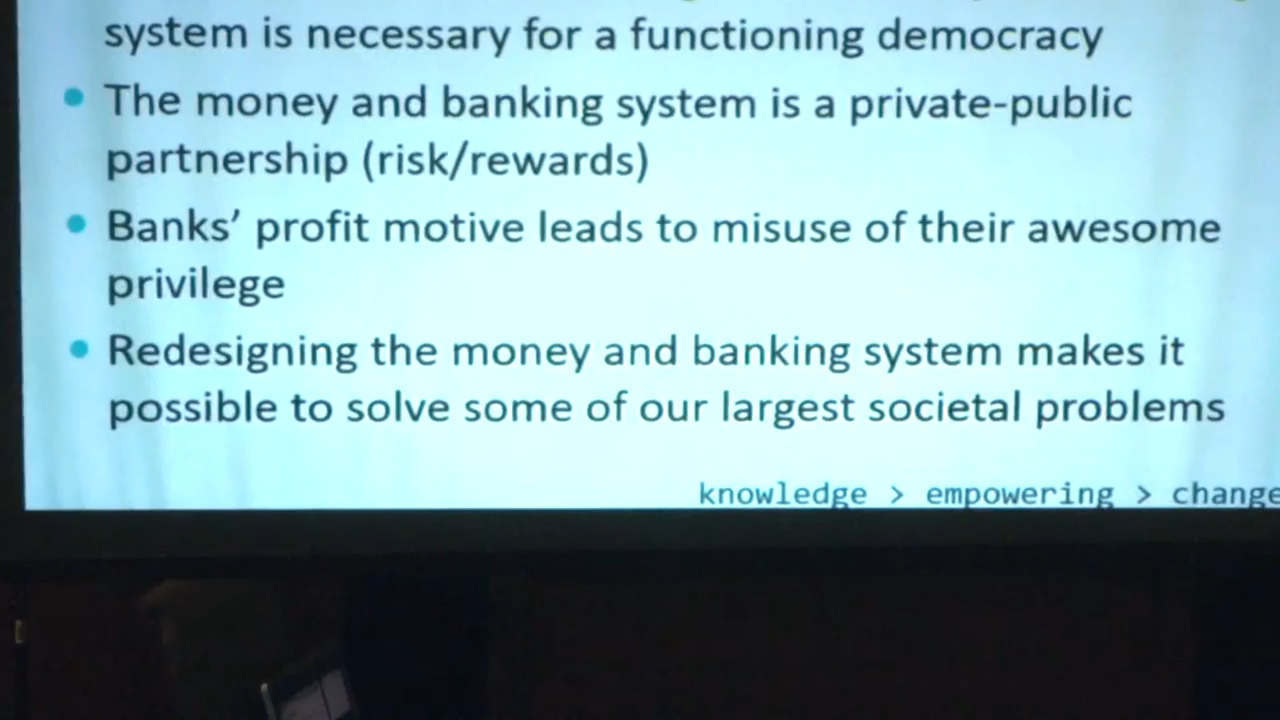 system is necessary for a functioning democracy
• The money and banking system is a private-public
partnership (risk/rewards)
• Banks’ profit motive leads to misuse of their awesome
privilege
• Redesigning the money and banking system makes it
possible to solve some of our largest societal problems
knowledge > empowering > change